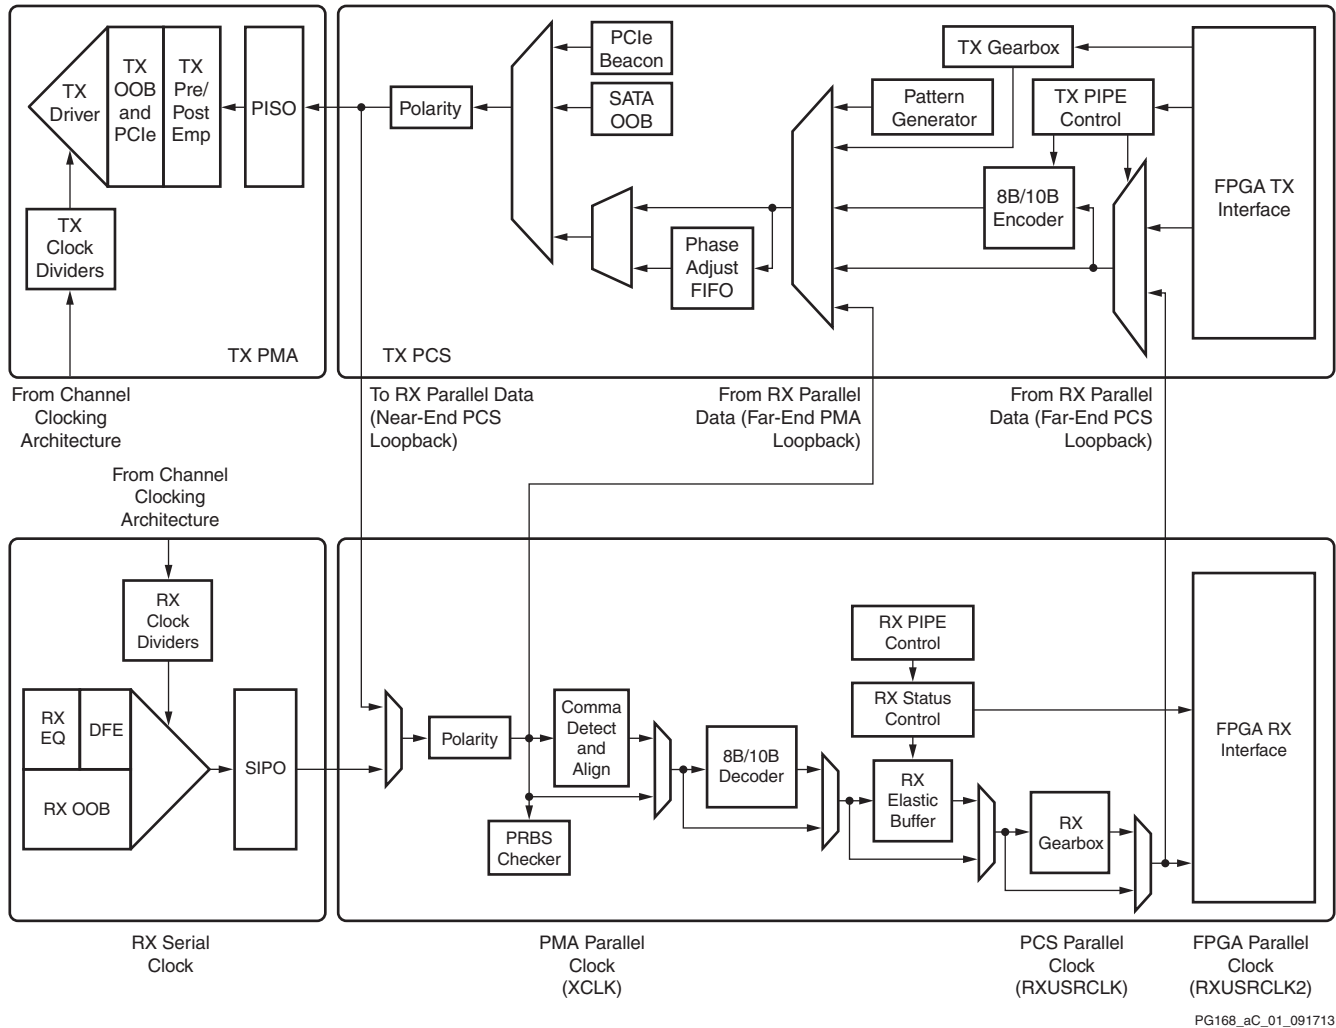 TX
Driver
TX
OOB
and
PCIe
TX
Pre/
Post
Emp
PISO
TX
Clock
Dividers
TX PMA
Polarity
PCIe
Beacon
SATA
OOB
Phase
Adjust
FIFO
Pattern
Generator
TX Gearbox
TX PIPE
Control
8B/10B
Encoder
FPGA TX
Interface
TX PCS
From Channel
Clocking
Architecture
To RX Parallel Data
(Near-End PCS
Loopback)
From RX Parallel
Data (Far-End PMA
Loopback)
From RX Parallel
Data (Far-End PCS
Loopback)
From Channel
Clocking
Architecture
RX
Clock
Dividers
RX
EQ
DFE
RX OOB
SIPO
Polarity
PRBS
Checker
Comma
Detect
and
Align
8B/10B
Decoder
RX PIPE
Control
RX Status
Control
RX
Elastic
Buffer
RX
Gearbox
FPGA RX
Interface
RX Serial
Clock
PMA Parallel
Clock
(XCLK)
PCS Parallel
Clock
(RXUSRCLK)
FPGA Parallel
Clock
(RXUSRCLK2)
PG168_aC_01_091713